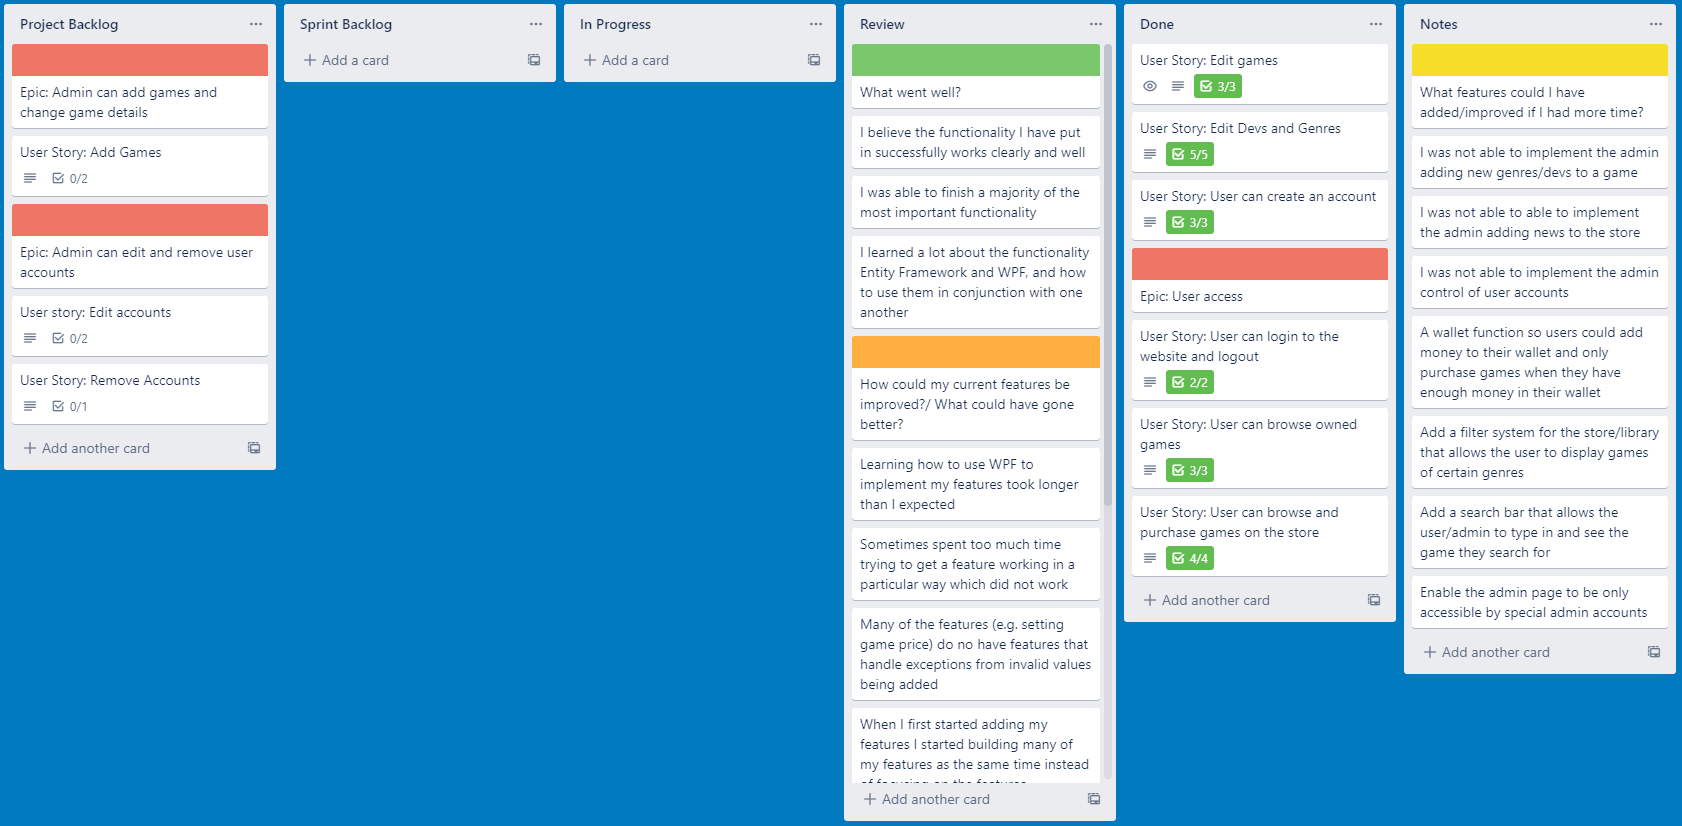 Project Backlog
Epic: Admin can add games and
change game details
User Story: Add Games
0/2
Epic: Admin can edit and remove user
accounts
User story: Edit accounts
0/2
User Story: Remove Accounts
0/1
Add another card
Sprint Backlog
Add a card
In Progress
Add a card
Review
What went well?
I believe the functionality I have put
in successfully works clearly and well
I was able to finish a majority of the
most important functionality
I learned a lot about the functionality
Entity Framework and WPF, and how
to use them in conjunction with one
another
How could my current features be
improved?/ What could have gone
better?
Learning how to use WPF to
implement my features took longer
than I expected
Sometimes spent too much time
trying to get a feature working in a
particular way which did not work
Many of the features (e.g. setting
game price) do no have features that
handle exceptions from invalid values
being added
When I first started adding my
features I started building many of
my features as the same time instead
of focusing on the features
Add another card
Done
User Story: Edit games
3/3
User Story: Edit Devs and Genres
5/5
User Story: User can create an account
3/3
Epic: User access
User Story: User can login to the
website and logout
2/2
User Story: User can browse owned
games
3/3
User Story: User can browse and
purchase games on the store
4/4
Add another card
Notes
What features could I have
added/improved if I had more time?
I was not able to implement the admin
adding new genres/devs to a game
I was not able to able to implement
the admin adding news to the store
I was not able to implement the admin
control of user accounts
A wallet function so users could add
money to their wallet and only
purchase games when they have
enough money in their wallet
Add a filter system for the store/library
that allows the user to display games
of certain genres
Add a search bar that allows the
user/admin to type in and see the
game they search for
Enable the admin page to be only
accessible by special admin accounts
Add another card